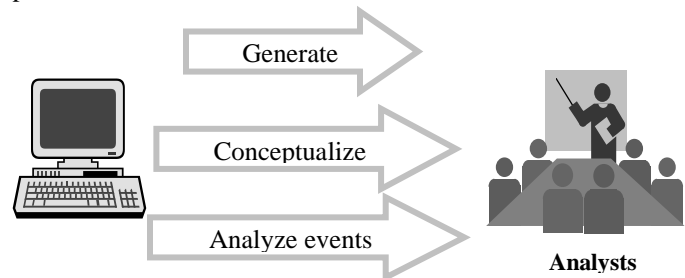 Generate
Conceptualize
Analyze events
Analysts